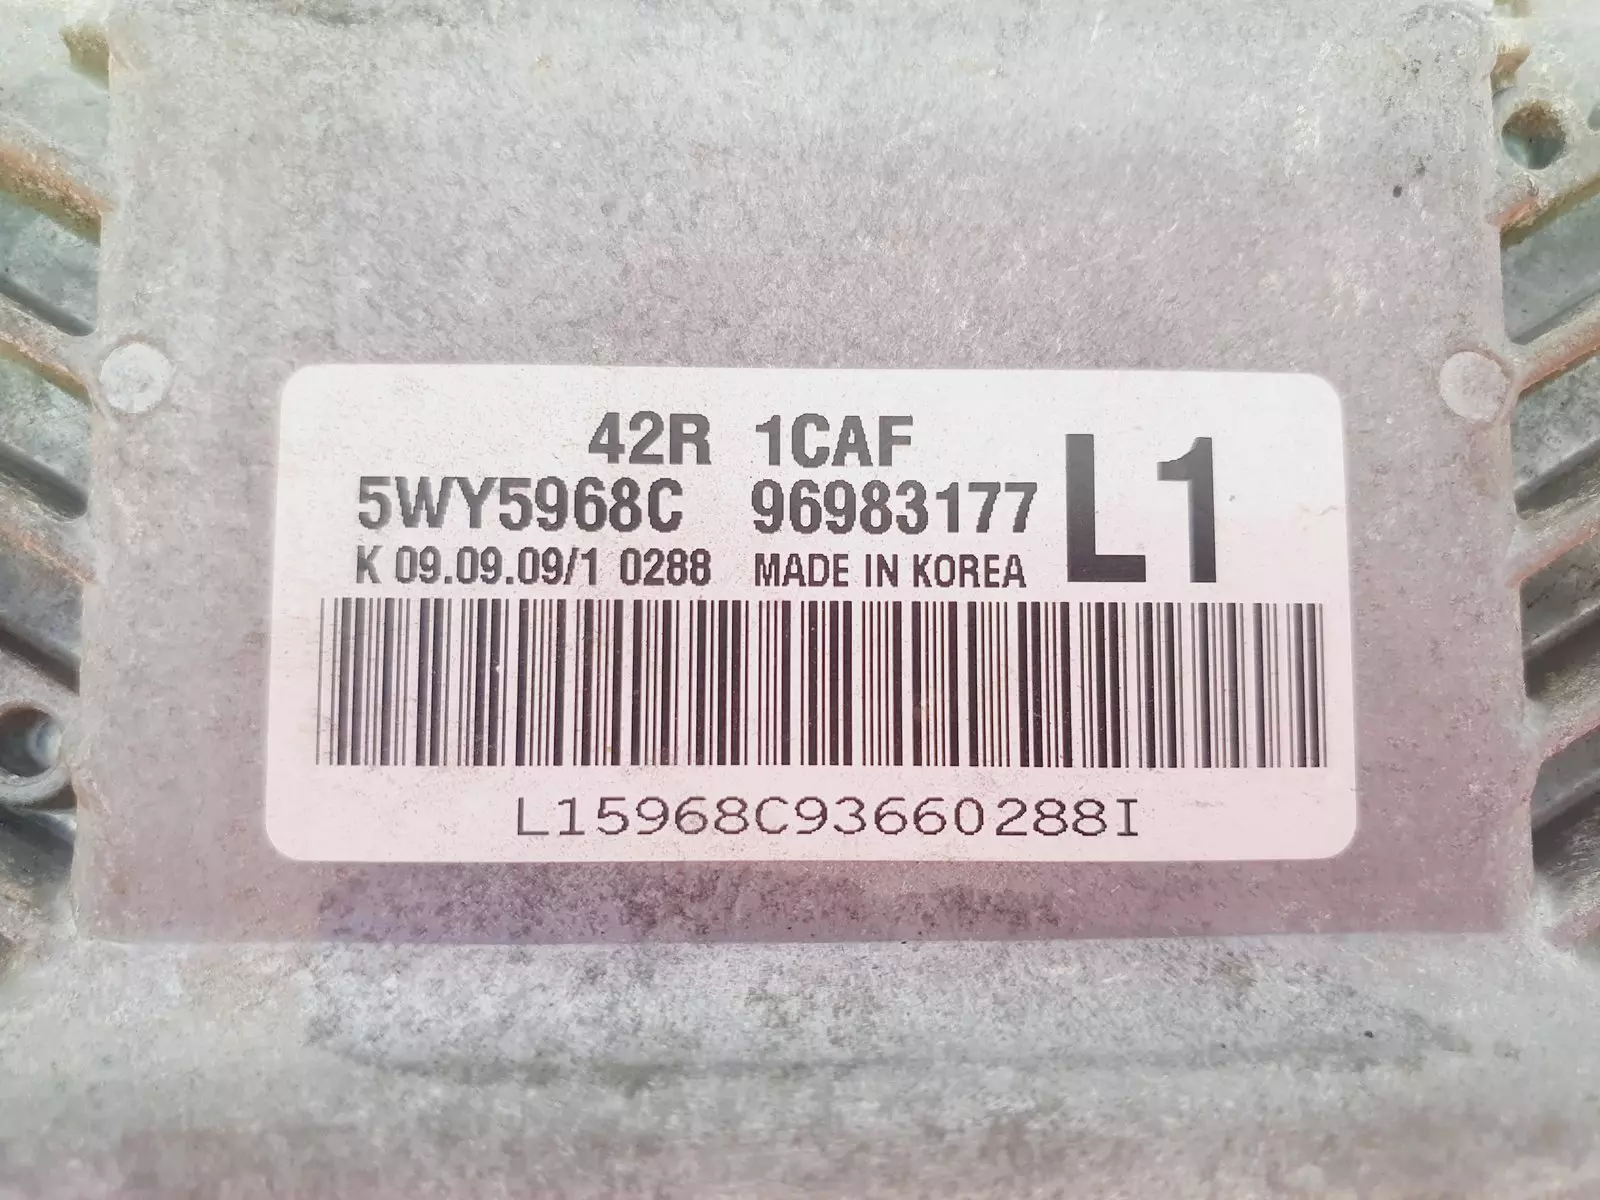 42R 1CAF
5WY5968C 96983177 L1
K 09.09.09/1 0288 MADE IN KOREA
L15968C93660288I